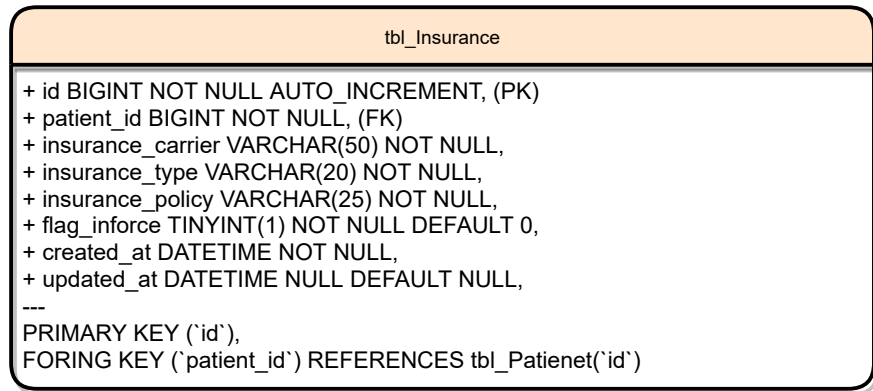 tbl_Insurance
+ id BIGINT NOT NULL AUTO_INCREMENT, (PK)
+ patient_id BIGINT NOT NULL, (FK)
+ insurance_carrier VARCHAR(50) NOT NULL,
+ insurance_type VARCHAR(20) NOT NULL,
+ insurance_policy VARCHAR(25) NOT NULL,
+ flag_inforce TINYINT(1) NOT NULL DEFAULT 0,
+ created_at DATETIME NOT NULL,
+ updated_at DATETIME NULL DEFAULT NULL,
---
PRIMARY KEY (`id`),
FORING KEY (`patient_id`) REFERENCES tbl_Patienet(`id`)